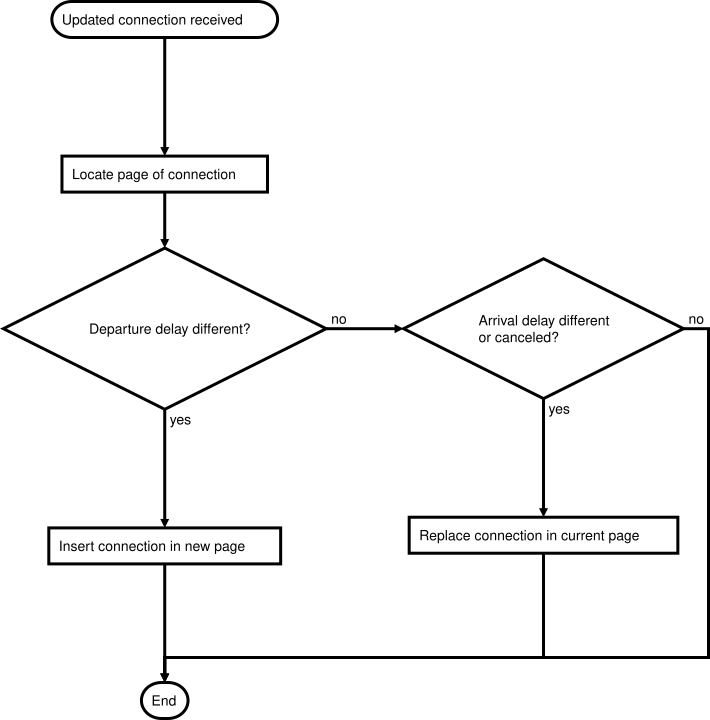 Updated connection received
Locate page of connection
Departure delay different?
no
Arrival delay different
or canceled?
no
yes
yes
Insert connection in new page
Replace connection in current page
End